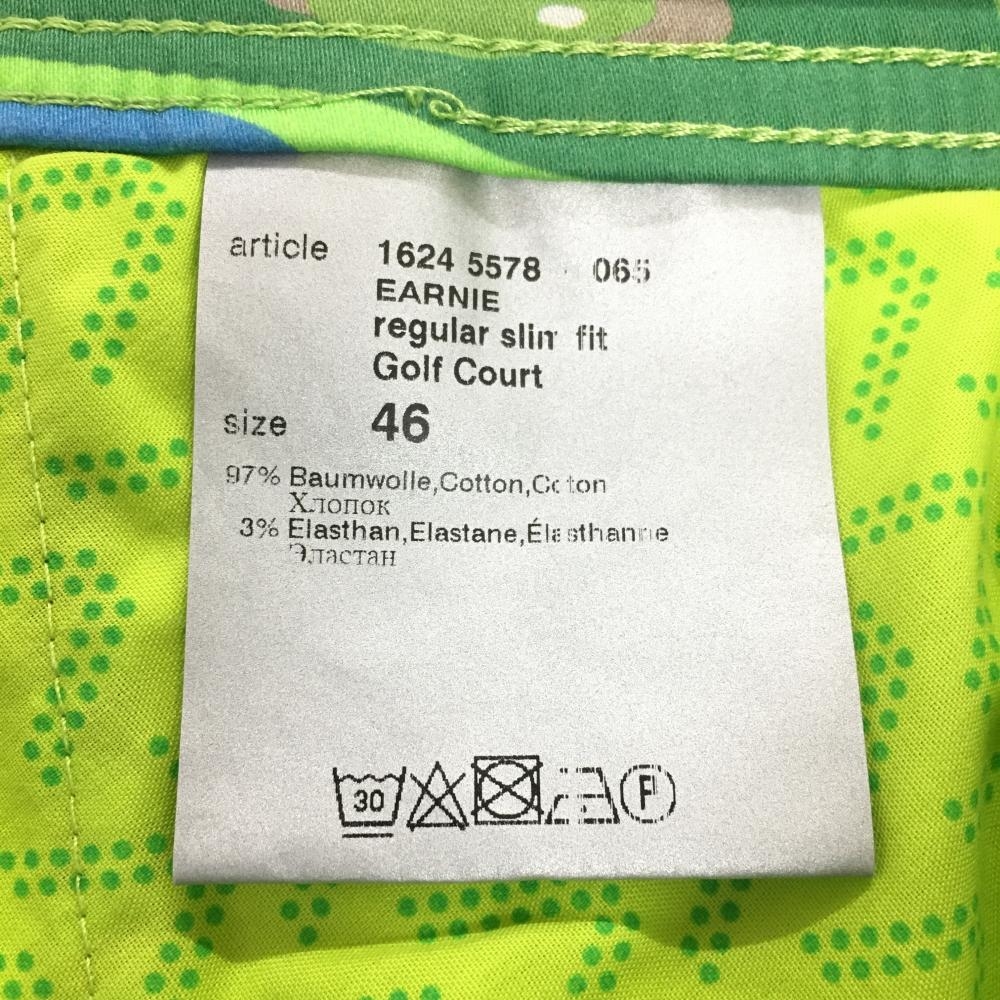 article 1624 5578 065
EARNIE
regular slim fit
Golf Court
size 46
97% Baumwolle,Cotton,Coton
Хлопок
3% Elasthan,Elastane,Élasthanne
Эластан
30 P